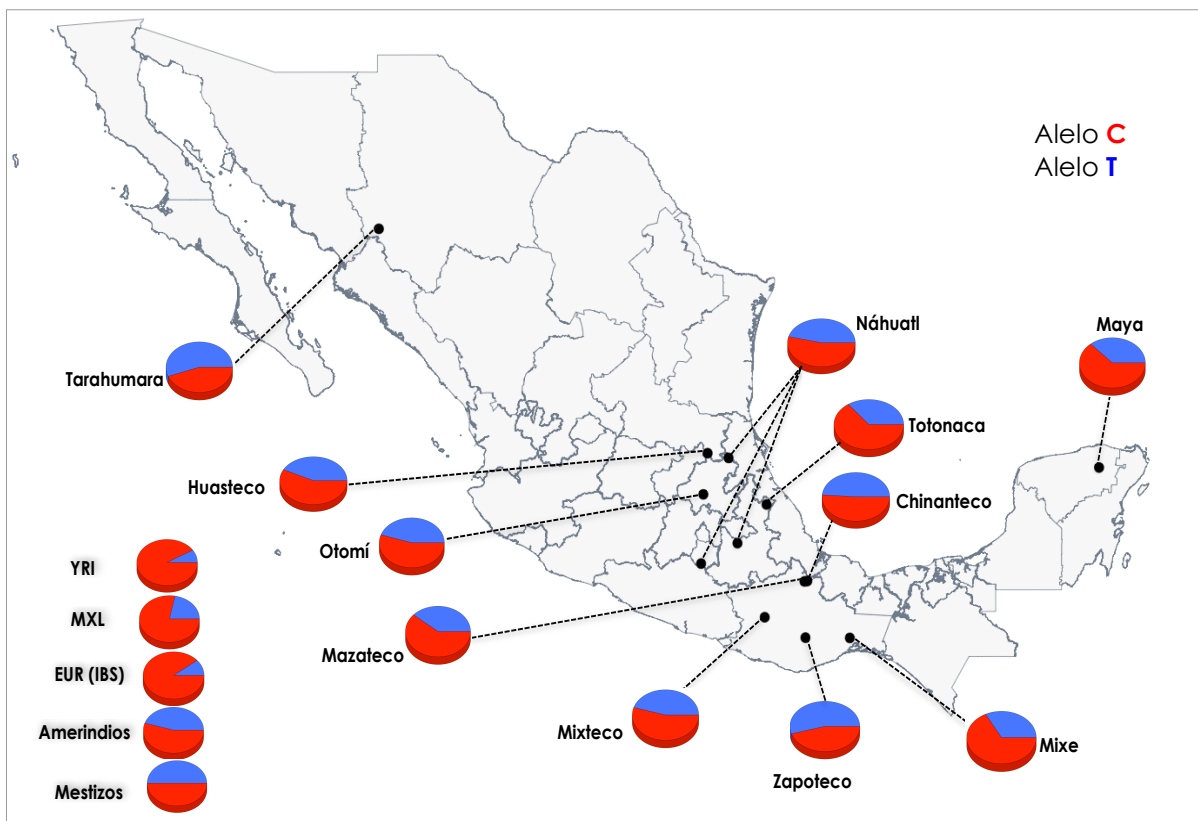 Alelo C
Alelo T
Náhuatl
Maya
Tarahumara
Totonaca
Huasteco
Chinanteco
Otomí
YRI
MXL
Mazateco
EUR (IBS)
Amerindios
Mixteco
Mixe
Zapoteco
Mestizos